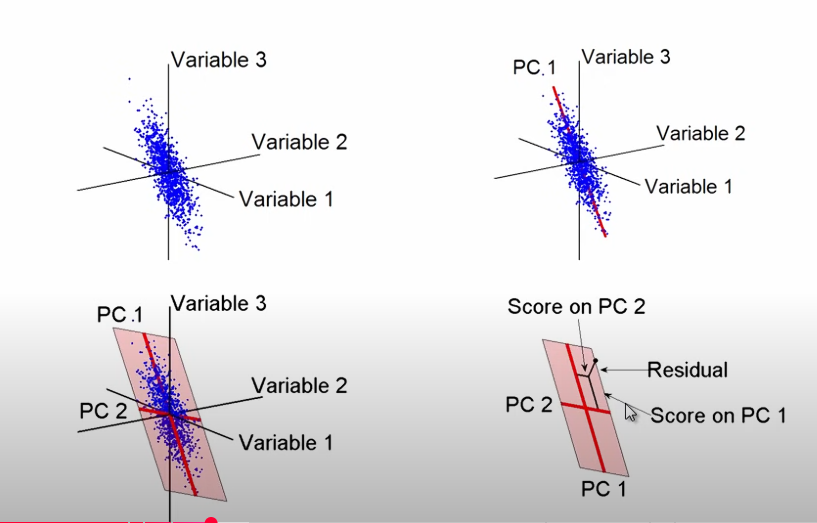 Variable 3
Variable 2
Variable 1
PC.1
Variable 3
Variable 2
Variable 1
PC.1
Variable 3
Variable 2
PC 2
Variable 1
Score on PC 2
Residual
PC 2
Score on PC 1
PC 1